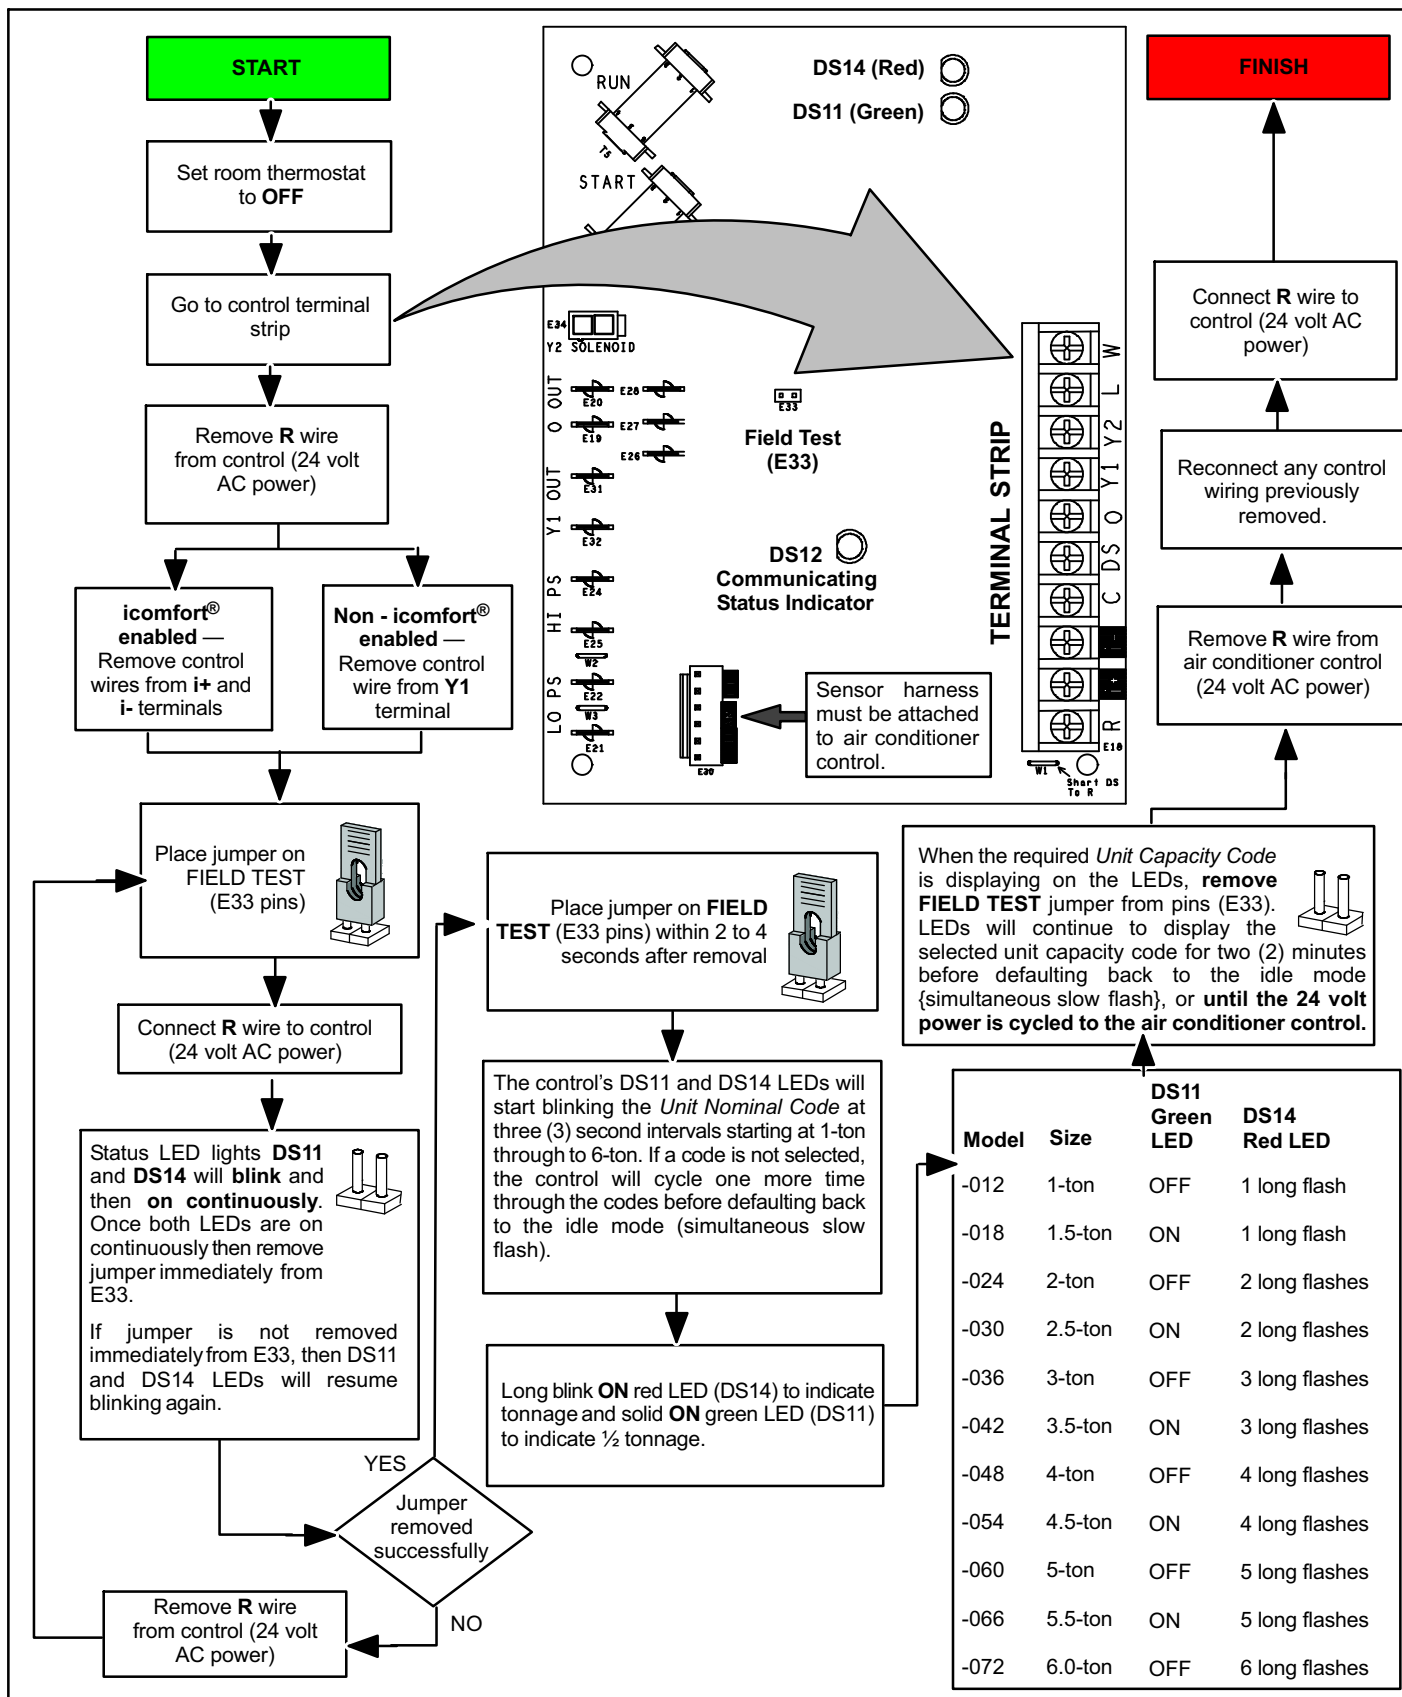 START
Set room thermostat
to OFF
Go to control terminal
strip
Remove R wire
from control (24 volt
AC power)
icomfort®
enabled —
Remove control
wires from i+ and
i- terminals
Non - icomfort®
enabled —
Remove control
wire from Y1
terminal
Place jumper on
FIELD TEST
(E33 pins)
Connect R wire to control
(24 volt AC power)
Status LED lights DS11
and DS14 will blink and
then on continuously.
Once both LEDs are on
continuously then remove
jumper immediately from
E33.
If jumper is not removed
immediately from E33, then DS11
and DS14 LEDs will resume
blinking again.
YES
Jumper
removed
successfully
NO
Remove R wire
from control (24 volt
AC power)
RUN
T5
START
DS14 (Red)
DS11 (Green)
E34
Y2 SOLENOID
O OUT
E20
E28
O
E19
E27
E26
Y1 OUT
E31
E32
HI PS
E24
E25
W2
LO PS
E22
W3
E21
E33
Field Test
(E33)
DS12
Communicating
Status Indicator
E30
Sensor harness
must be attached
to air conditioner
control.
TERMINAL STRIP
W
L
Y2
Y1
O
DS
C
R
E18
W1
Short DS
To R
Place jumper on FIELD
TEST (E33 pins) within 2 to 4
seconds after removal
The control's DS11 and DS14 LEDs will
start blinking the Unit Nominal Code at
three (3) second intervals starting at 1-ton
through to 6-ton. If a code is not selected,
the control will cycle one more time
through the codes before defaulting back
to the idle mode (simultaneous slow
flash).
Long blink ON red LED (DS14) to indicate
tonnage and solid ON green LED (DS11)
to indicate ½ tonnage.
Model Size DS11 Green LED DS14 Red LED
-012 1-ton OFF 1 long flash
-018 1.5-ton ON 1 long flash
-024 2-ton OFF 2 long flashes
-030 2.5-ton ON 2 long flashes
-036 3-ton OFF 3 long flashes
-042 3.5-ton ON 3 long flashes
-048 4-ton OFF 4 long flashes
-054 4.5-ton ON 4 long flashes
-060 5-ton OFF 5 long flashes
-066 5.5-ton ON 5 long flashes
-072 6.0-ton OFF 6 long flashes
When the required Unit Capacity Code
is displaying on the LEDs, remove
FIELD TEST jumper from pins (E33).
LEDs will continue to display the
selected unit capacity code for two (2) minutes
before defaulting back to the idle mode
{simultaneous slow flash}, or until the 24 volt
power is cycled to the air conditioner control.
Remove R wire from
air conditioner control
(24 volt AC power)
Reconnect any control
wiring previously
removed.
Connect R wire to
control (24 volt AC
power)
FINISH